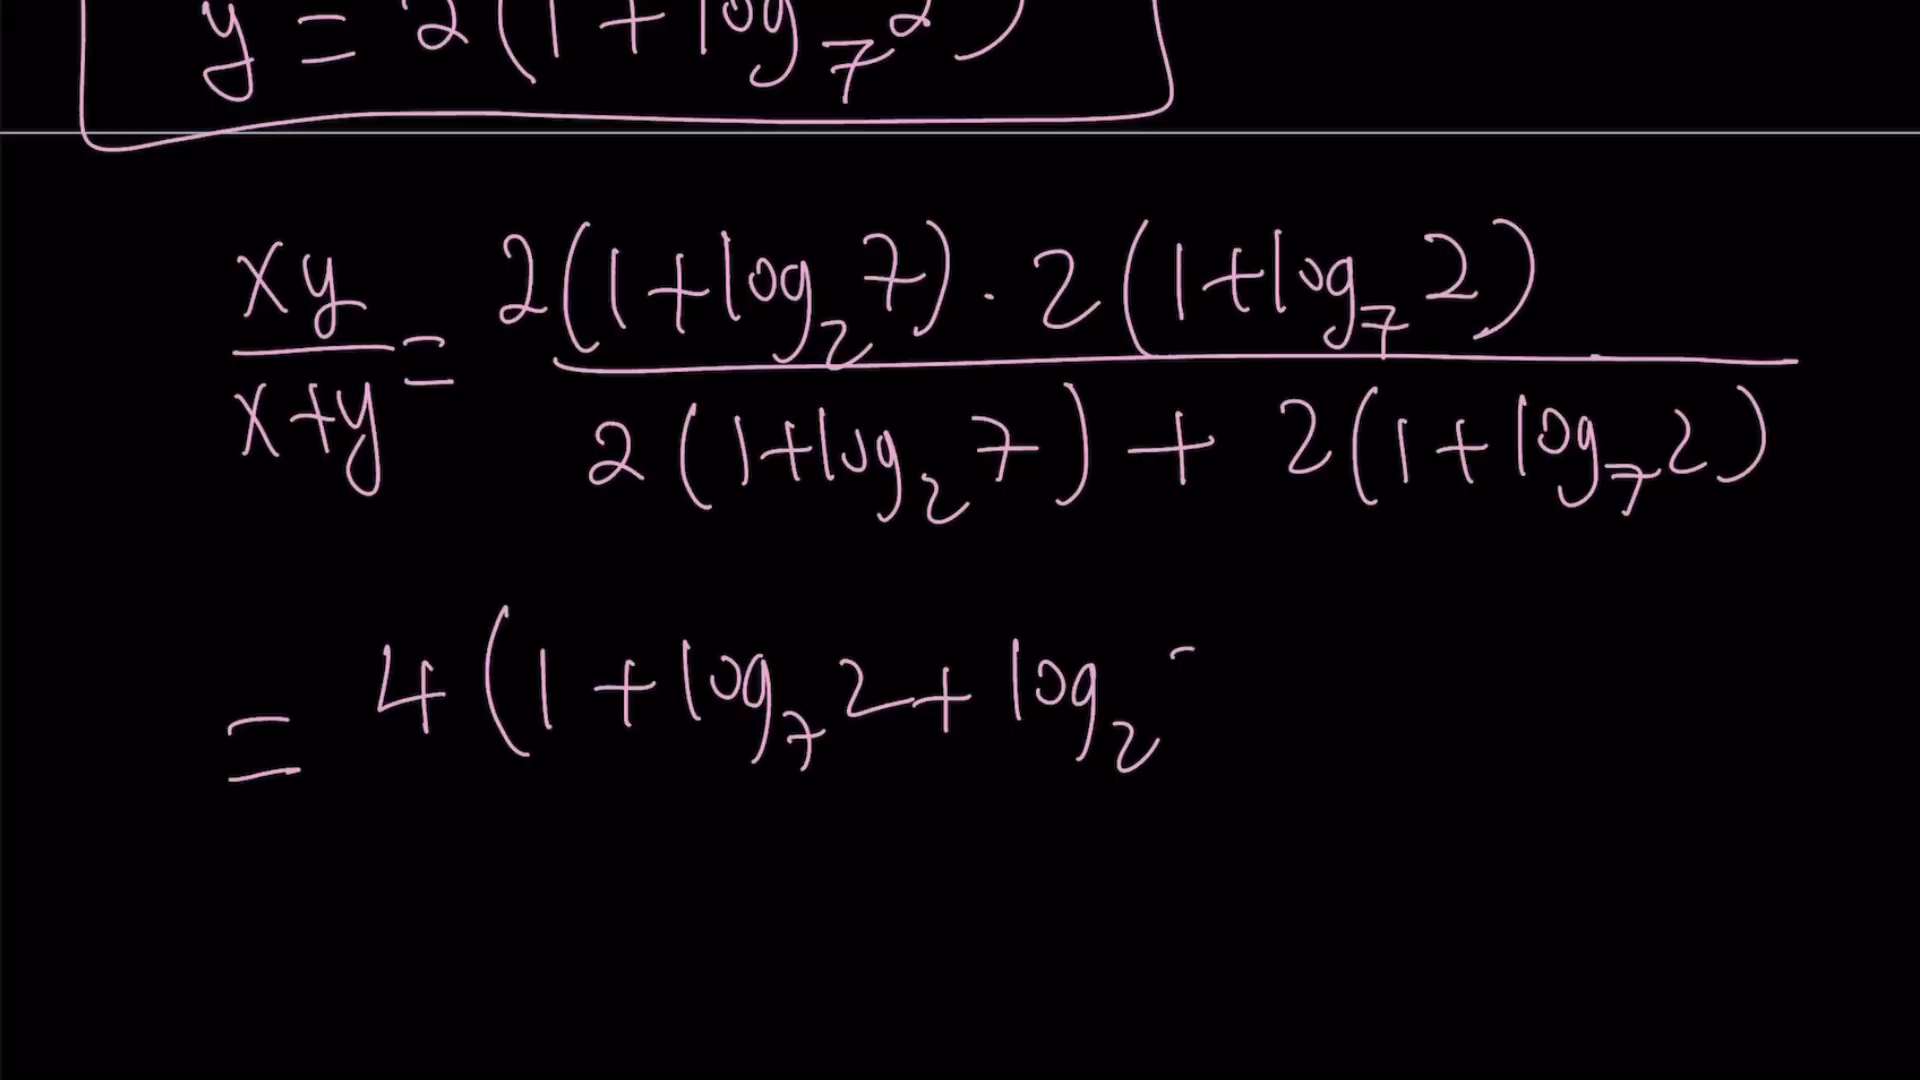 y = 2(1+log₇2)
xy/x+y = 2(1+log₂7)·2(1+log₇2)/2(1+log₂7)+2(1+log₇2)
= 4(1+log₇2+log₂